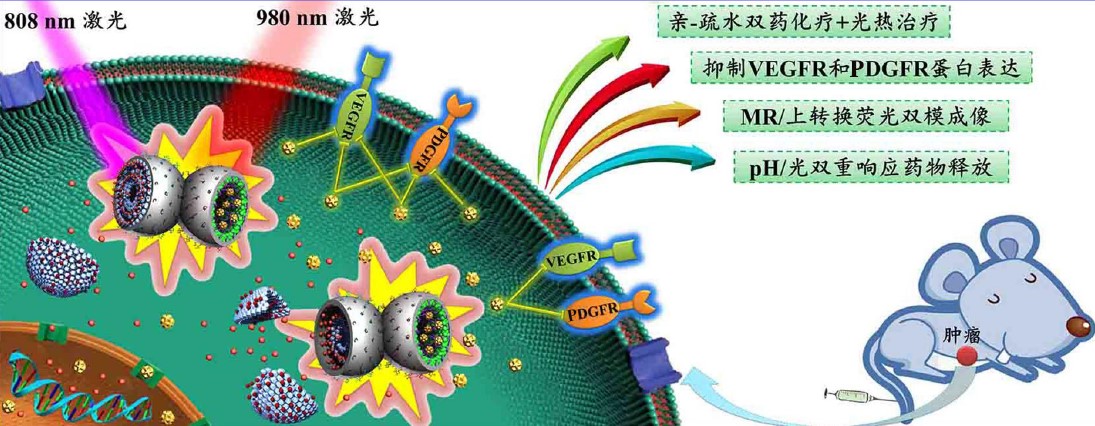 808 nm 激光
980 nm 激光
亲-疏水双药化疗+光热治疗
抑制VEGFR和PDGFR蛋白表达
MR/上转换荧光双模成像
pH/光双重响应药物释放
VEGFR
PDGFR
VEGFR
PDGFR
肿瘤